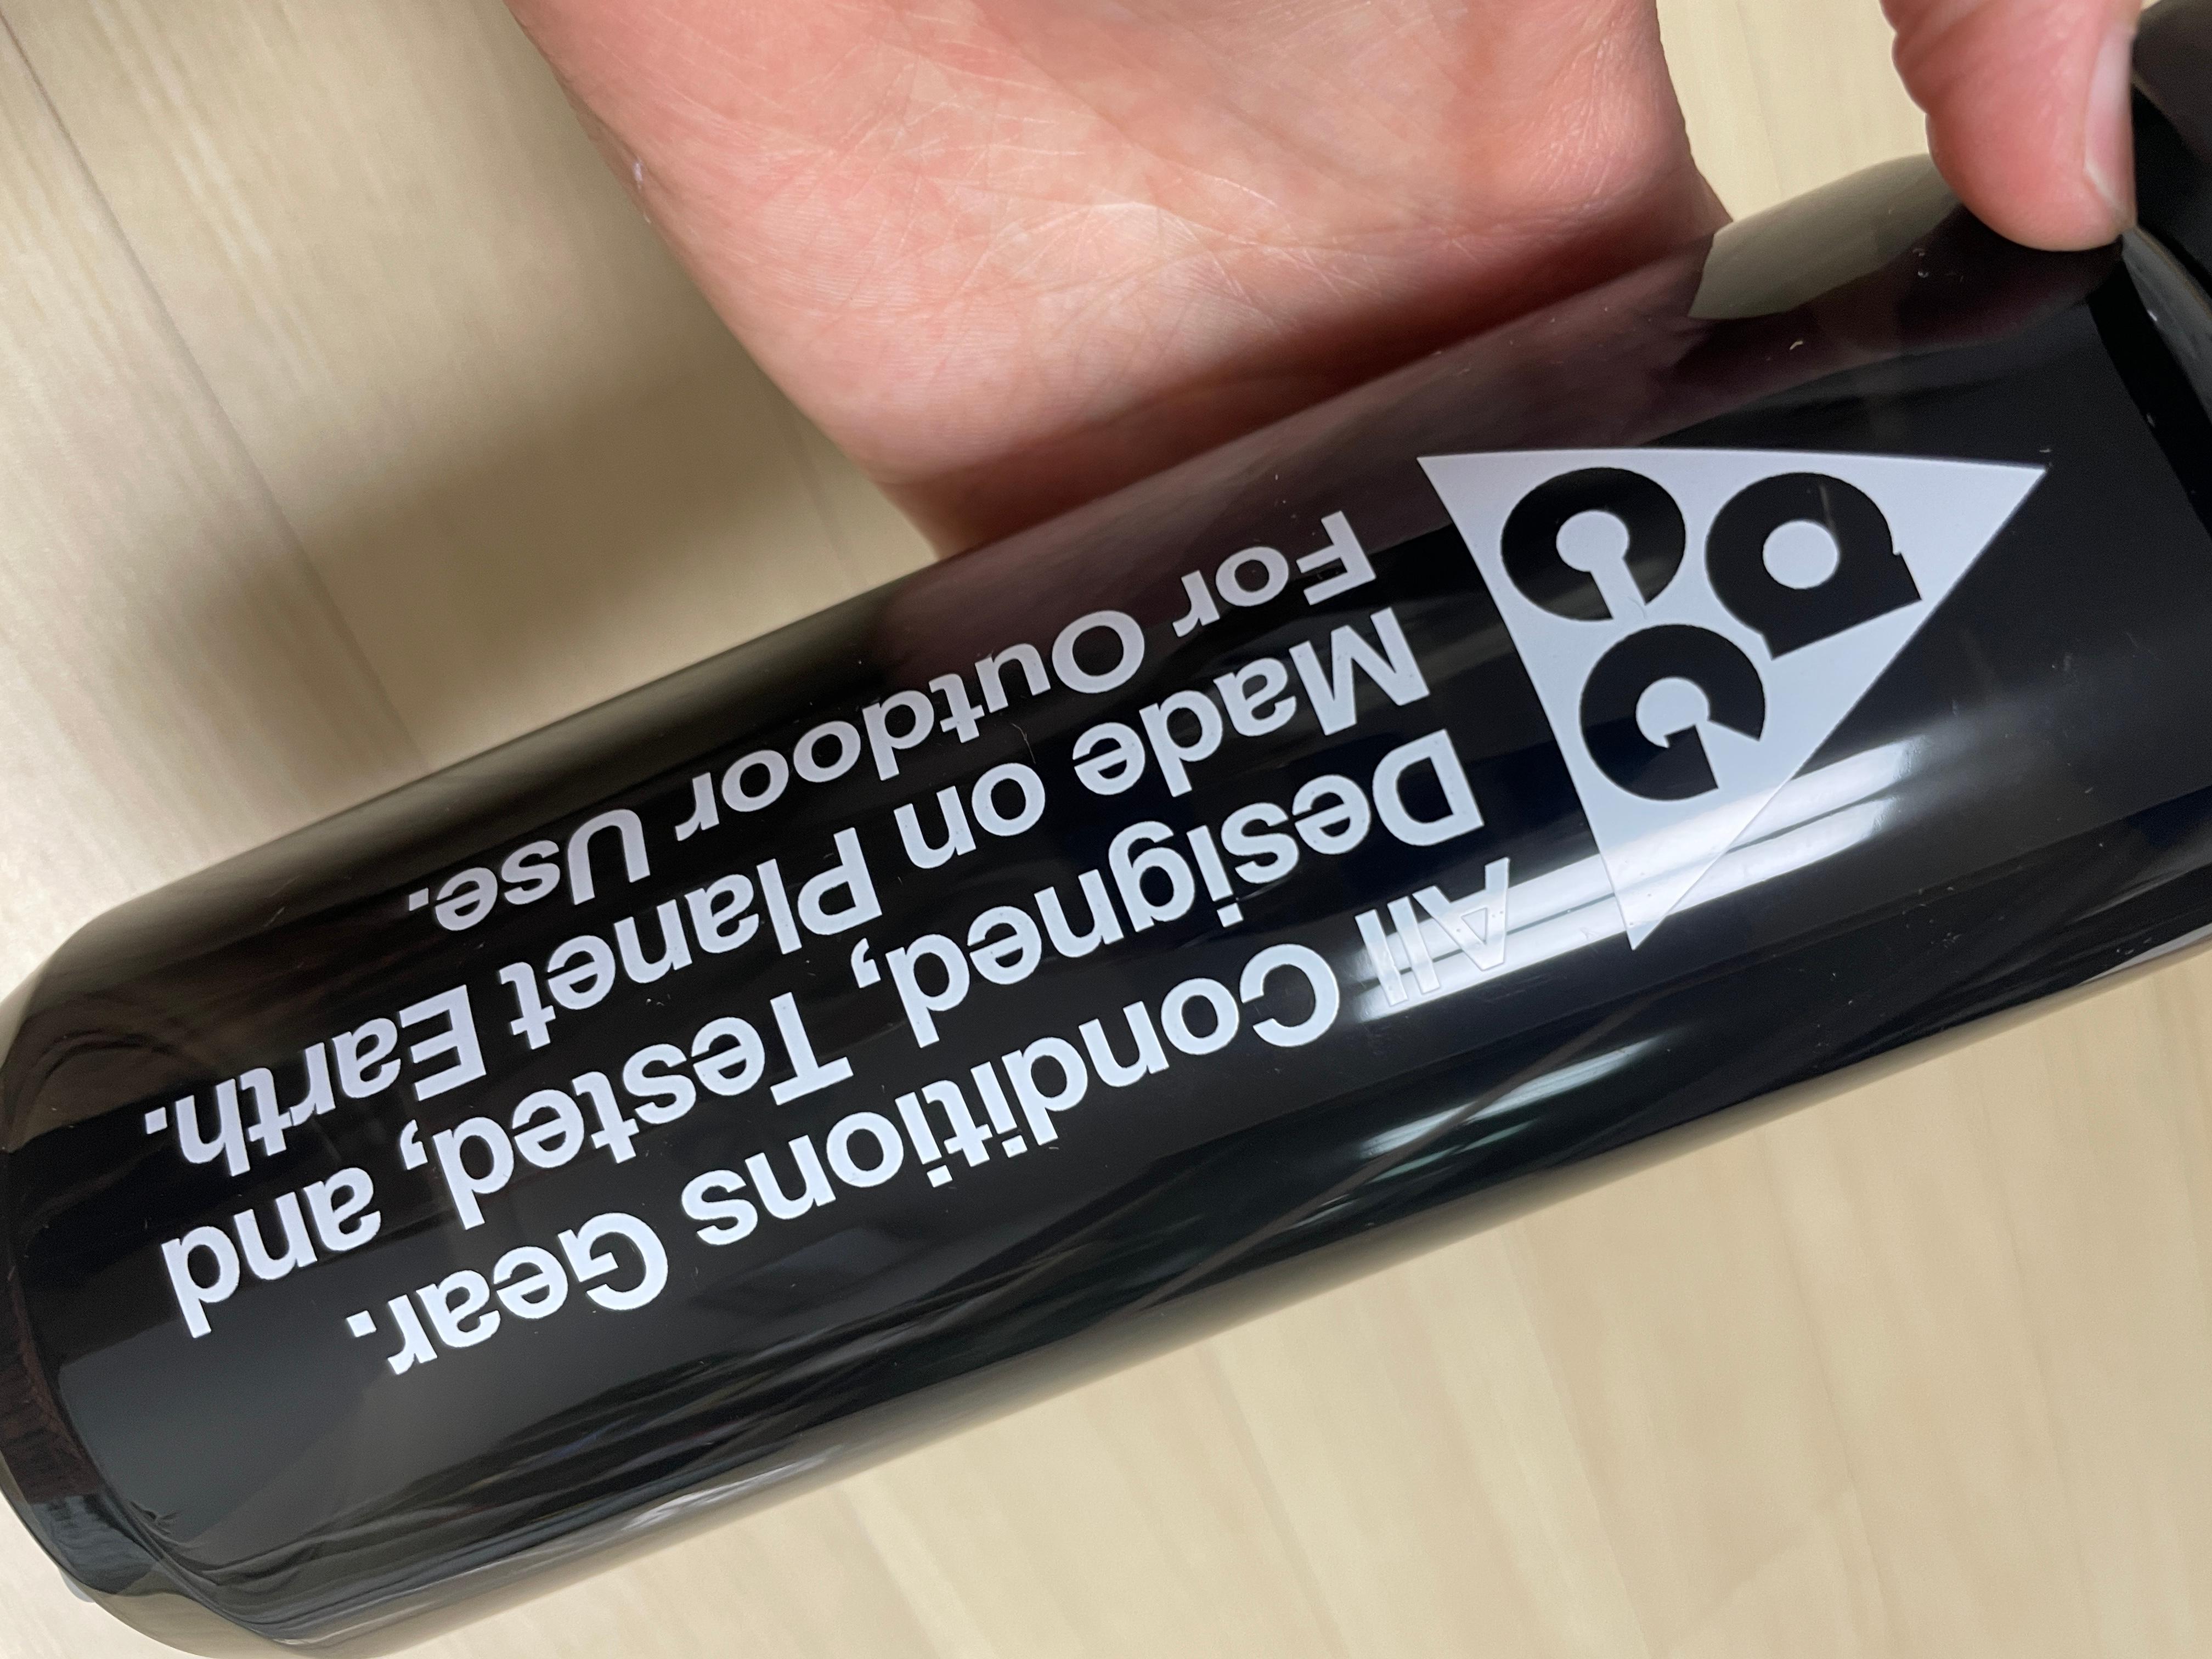 acg
All Conditions Gear.
Designed, Tested, and
Made on Planet Earth.
For Outdoor Use.